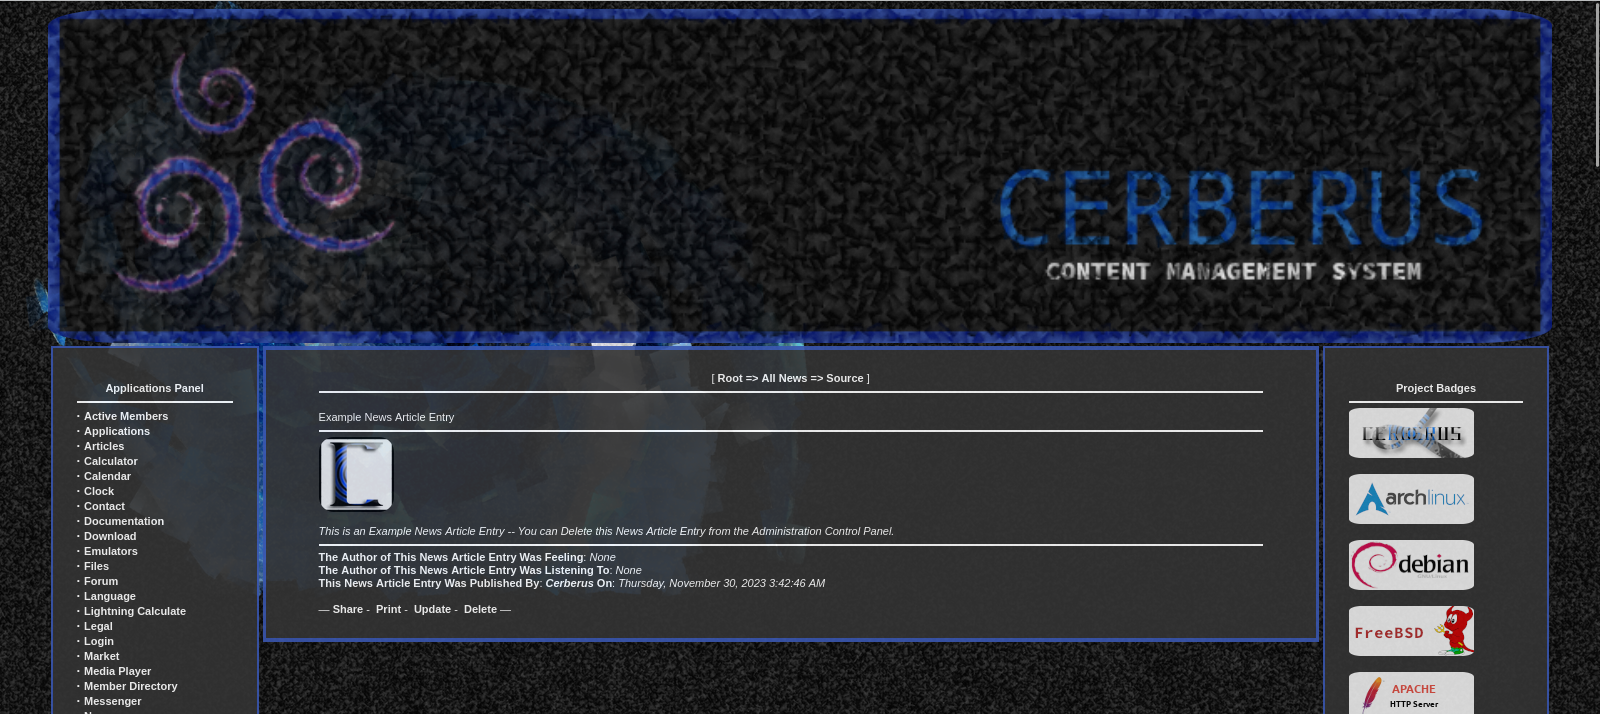 CERBERUS
CONTENT MANAGEMENT SYSTEM
Applications Panel
· Active Members
· Applications
· Articles
· Calculator
· Calendar
· Clock
· Contact
· Documentation
· Download
· Emulators
· Files
· Forum
· Language
· Lightning Calculate
· Legal
· Login
· Market
· Media Player
· Member Directory
· Messenger
[ Root => All News => Source ]
Example News Article Entry
This is an Example News Article Entry -- You can Delete this News Article Entry from the Administration Control Panel.
The Author of This News Article Entry Was Feeling: None
The Author of This News Article Entry Was Listening To: None
This News Article Entry Was Published By: Cerberus On: Thursday, November 30, 2023 3:42:46 AM
— Share - Print - Update - Delete —
Project Badges
CERBERUS
archlinux
debian
FreeBSD
APACHE
HTTP Server